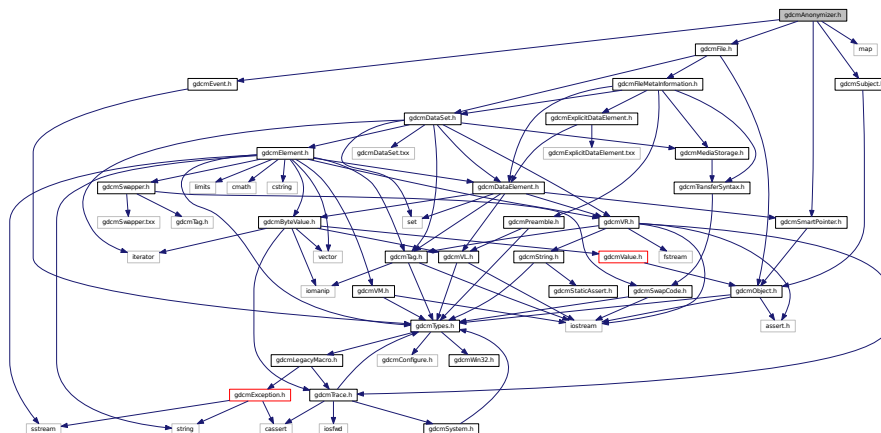 gdcmAnonymizer.h
gdcmFile.h
map
gdcmEvent.h
gdcmFileMetaInformation.h
gdcmSubject.h
gdcmDataSet.h
gdcmExplicitDataElement.h
gdcmElement.h
gdcmDataSet.txx
gdcmExplicitDataElement.txx
gdcmMediaStorage.h
gdcmSwapper.h
limits
cmath
cstring
gdcmDataElement.h
gdcmTransferSyntax.h
gdcmSwapper.txx
gdcmTag.h
gdcmByteValue.h
set
gdcmPreamble.h
gdcmVR.h
gdcmSmartPointer.h
iterator
vector
gdcmTag.h
gdcmVL.h
gdcmString.h
gdcmValue.h
fstream
iomanip
gdcmVM.h
gdcmStaticAssert.h
gdcmSwapCode.h
gdcmObject.h
gdcmTypes.h
iostream
assert.h
gdcmLegacyMacro.h
gdcmConfigure.h
gdcmWin32.h
gdcmException.h
gdcmTrace.h
sstream
string
cassert
iosfwd
gdcmSystem.h